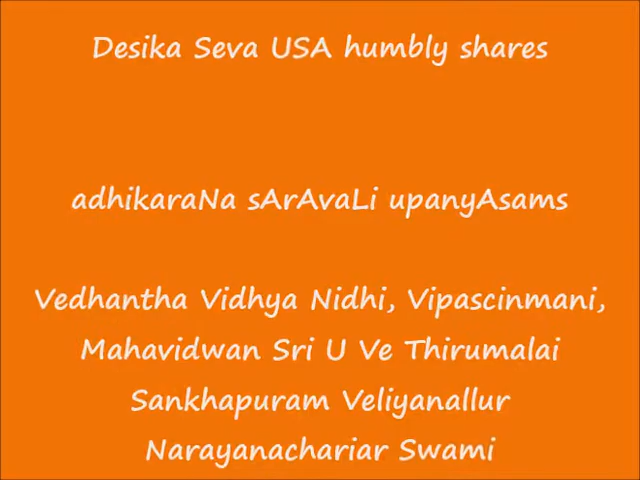 Desika Seva USA humbly shares
adhikaraNa sArAvaLi upanyAsams
Vedhantha Vidhya Nidhi, Vipascinmani,
Mahavidwan Sri U Ve Thirumalai
Sankhapuram Veliyanallur
Narayanachariar Swami